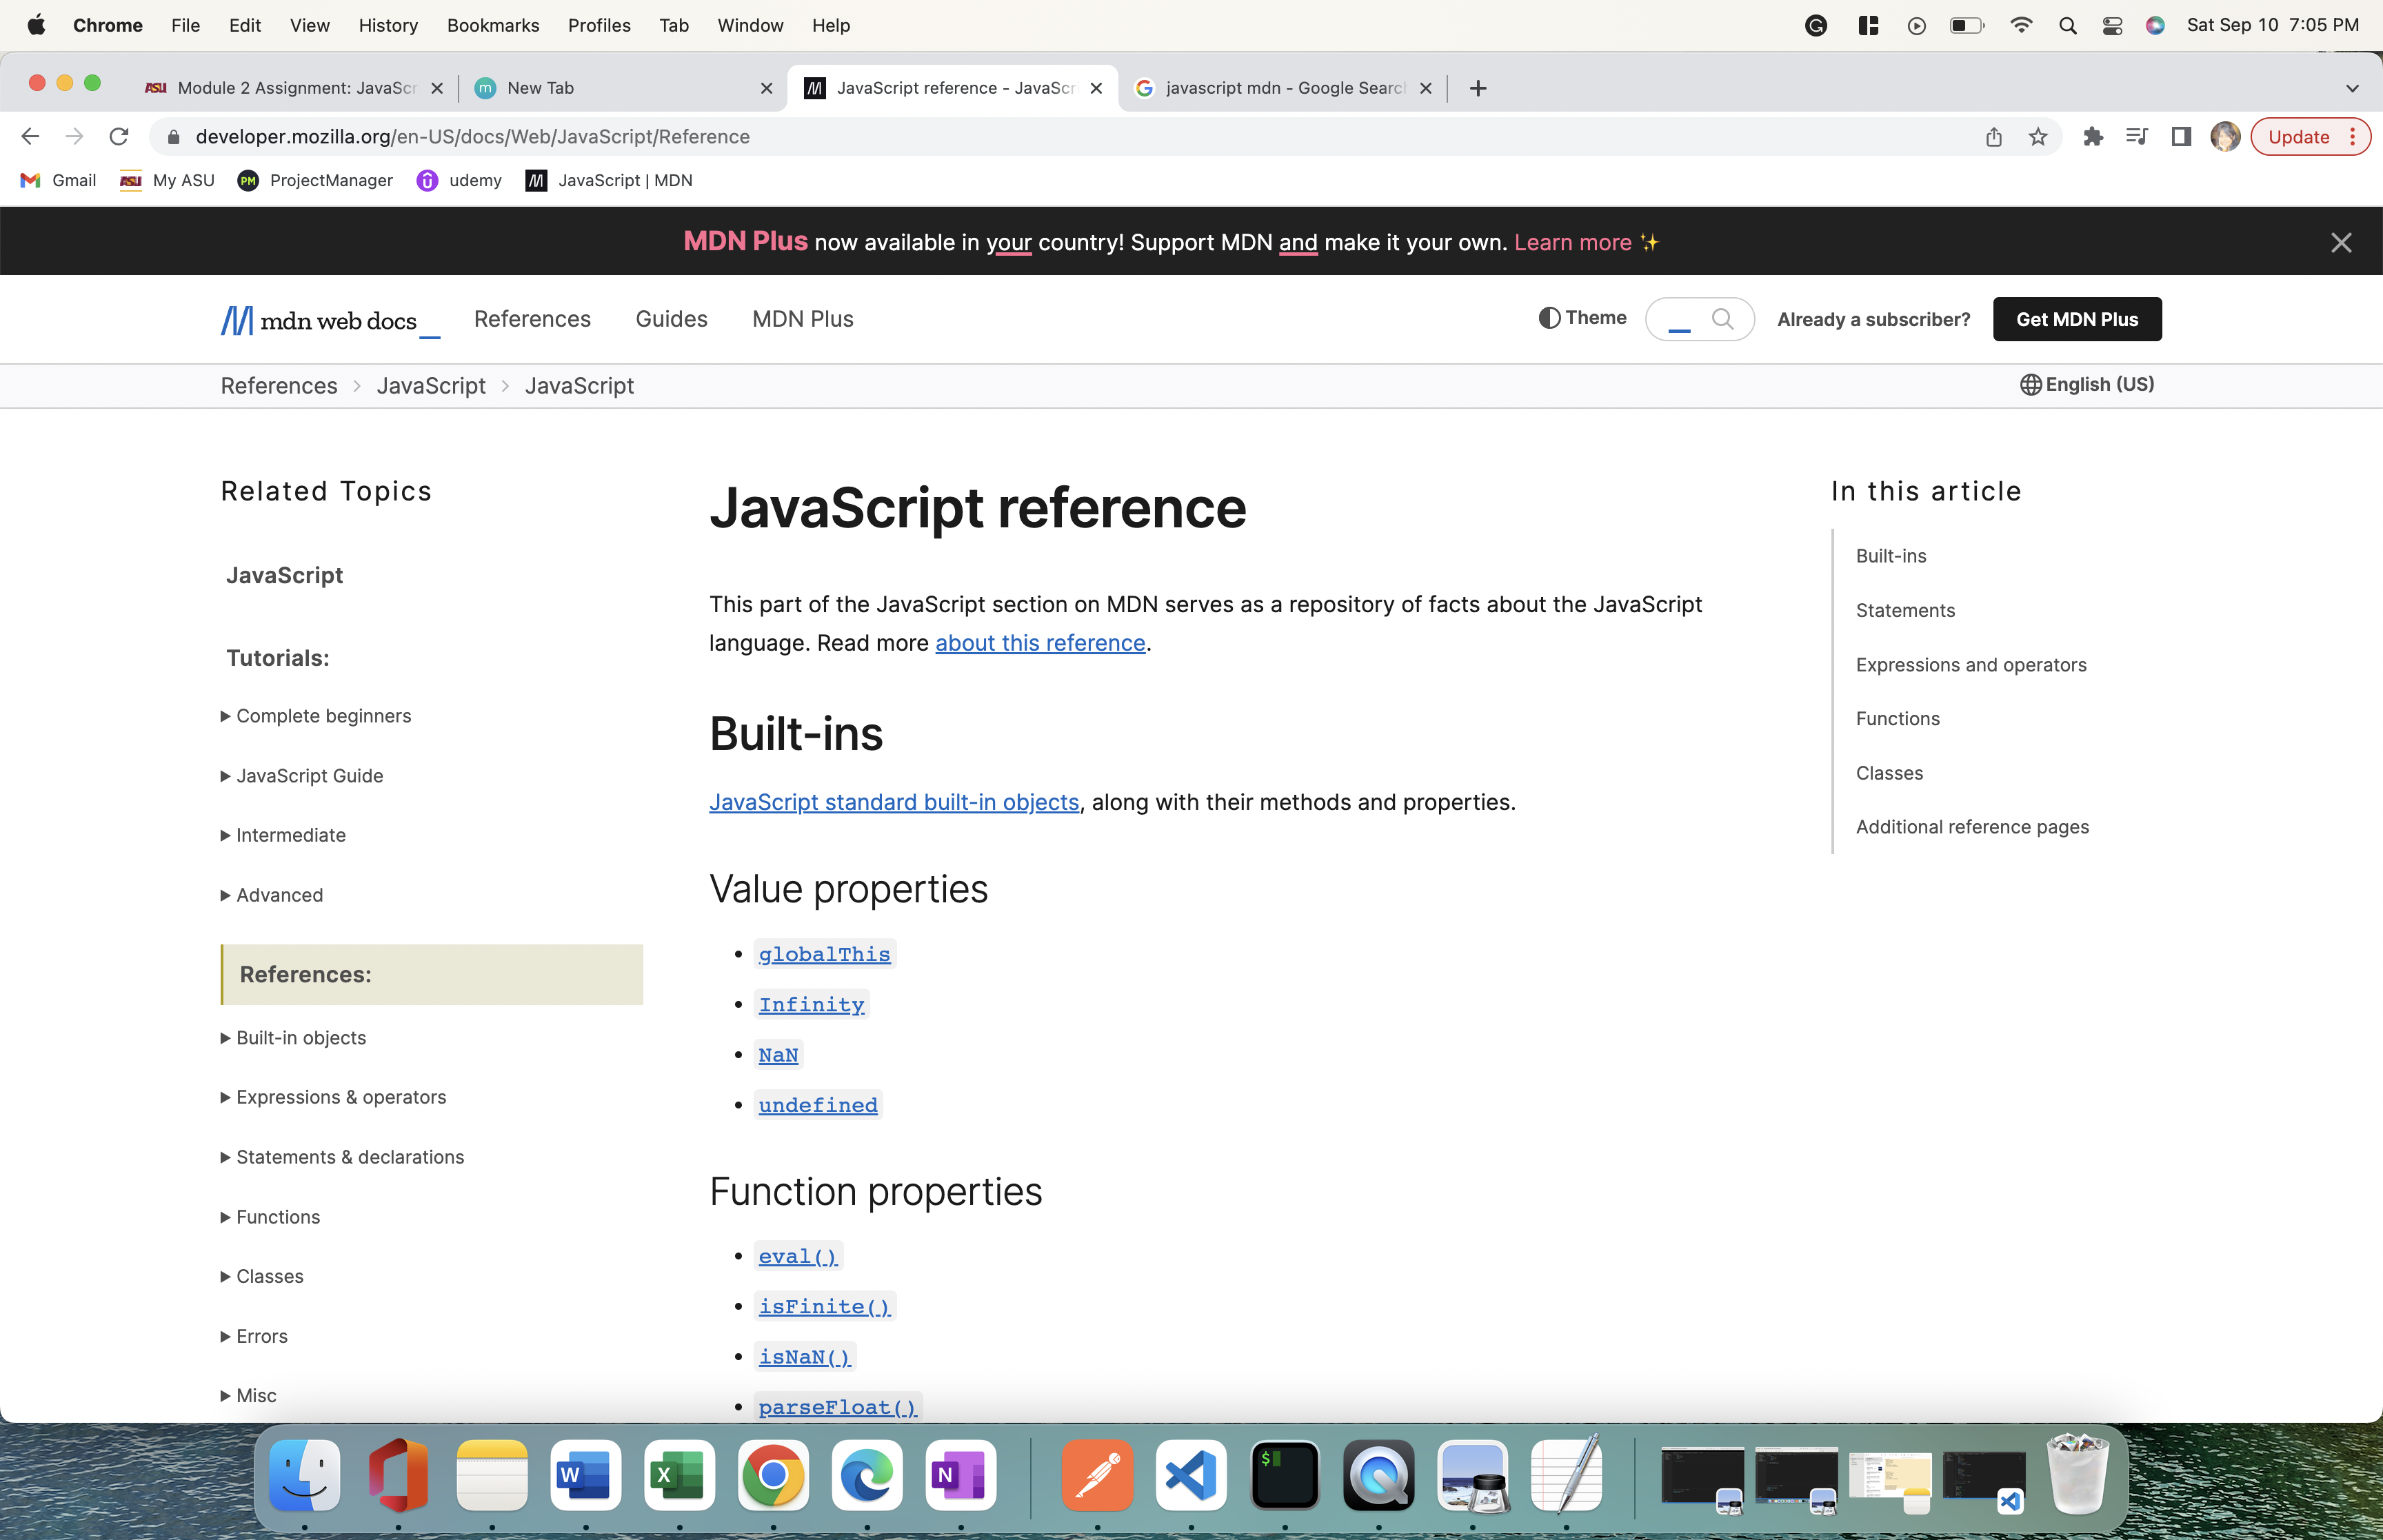 Chrome File Edit View History Bookmarks Profiles Tab Window Help Sat Sep 10 7:05 PM
ASU Module 2 Assignment: JavaScr
m New Tab
JavaScript reference - JavaScr
javascript mdn - Google Search
developer.mozilla.org/en-US/docs/Web/JavaScript/Reference
Update
Gmail ASU My ASU PM ProjectManager udemy JavaScript | MDN
MDN Plus now available in your country! Support MDN and make it your own. Learn more ✨
mdn web docs_ References Guides MDN Plus
Theme Already a subscriber? Get MDN Plus
References > JavaScript > JavaScript
English (US)
Related Topics
JavaScript
Tutorials:
Complete beginners
JavaScript Guide
Intermediate
Advanced
References:
Built-in objects
Expressions & operators
Statements & declarations
Functions
Classes
Errors
Misc
JavaScript reference
This part of the JavaScript section on MDN serves as a repository of facts about the JavaScript
language. Read more about this reference.
Built-ins
JavaScript standard built-in objects, along with their methods and properties.
Value properties
• globalThis
• Infinity
• NaN
• undefined
Function properties
• eval()
• isFinite()
• isNaN()
• parseFloat()
In this article
Built-ins
Statements
Expressions and operators
Functions
Classes
Additional reference pages
W
X
N
$